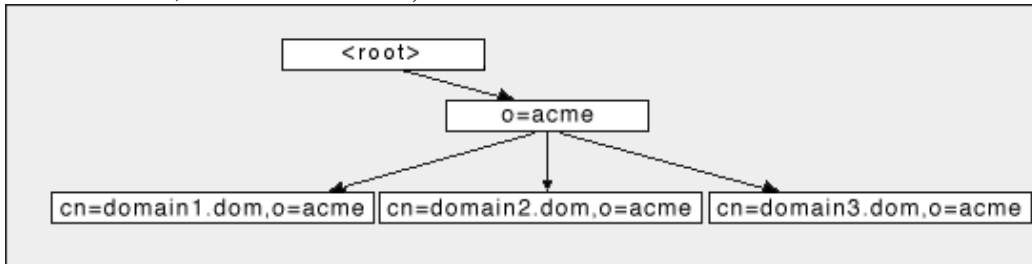 <root>
o=acme
cn=domain1.dom,o=acme
cn=domain2.dom,o=acme
cn=domain3.dom,o=acme